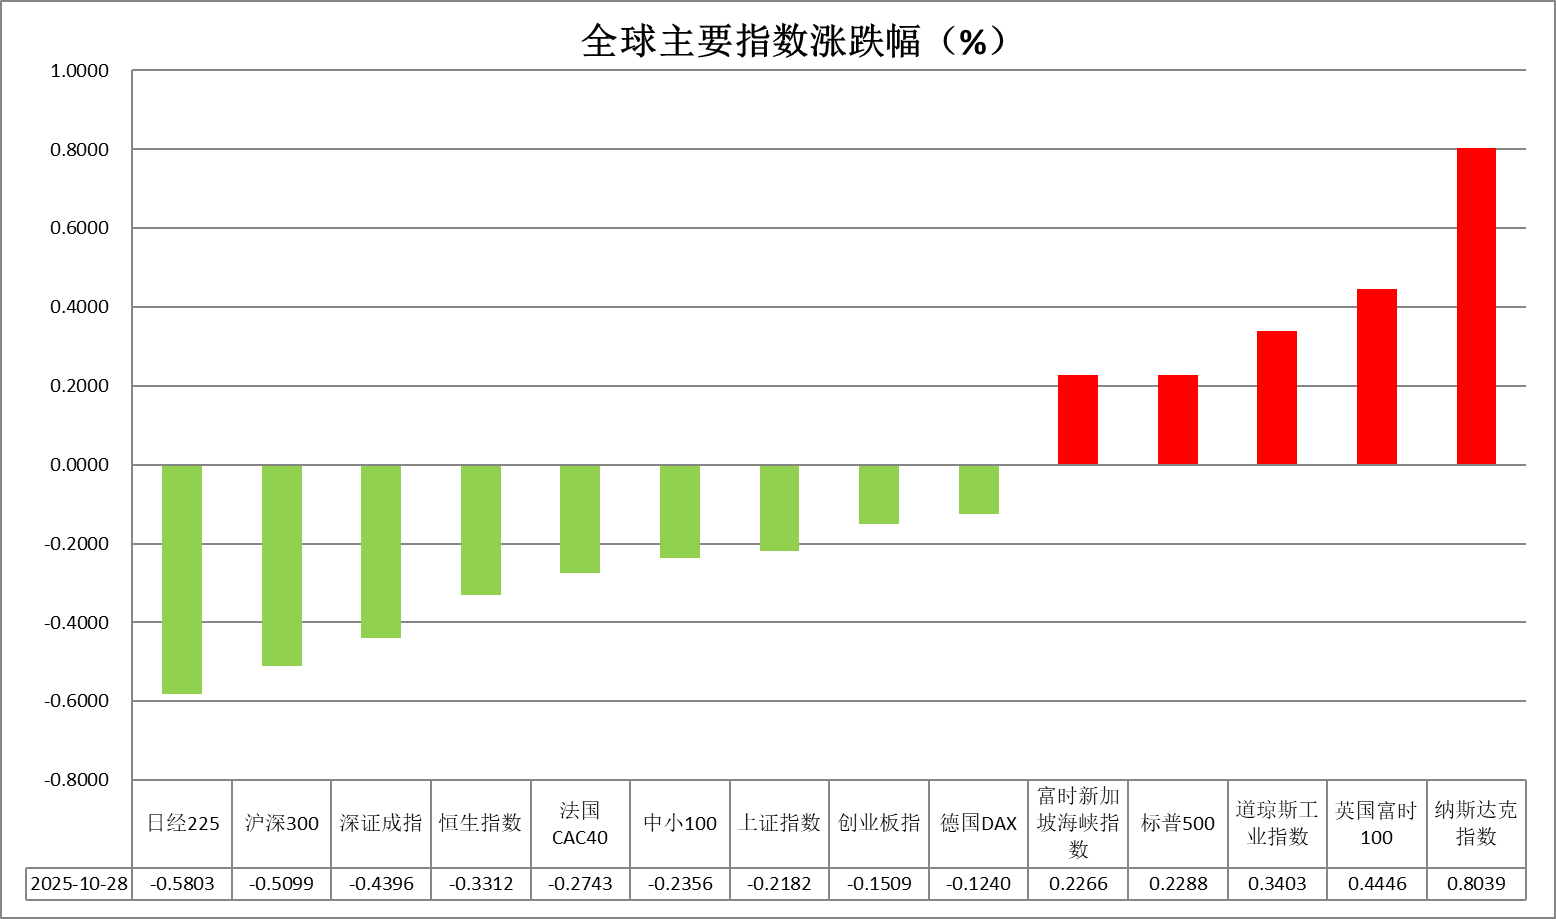 全球主要指数涨跌幅（%）
1.0000
0.8000
0.6000
0.4000
0.2000
0.0000
-0.2000
-0.4000
-0.6000
-0.8000
日经225
沪深300
深证成指
恒生指数
法国
CAC40
中小100
上证指数
创业板指
德国DAX
富时新加
坡海峡指
数
标普500
道琼斯工
业指数
英国富时
100
纳斯达克
指数
2025-10-28 -0.5803 -0.5099 -0.4396 -0.3312 -0.2743 -0.2356 -0.2182 -0.1509 -0.1240 0.2266 0.2288 0.3403 0.4446 0.8039